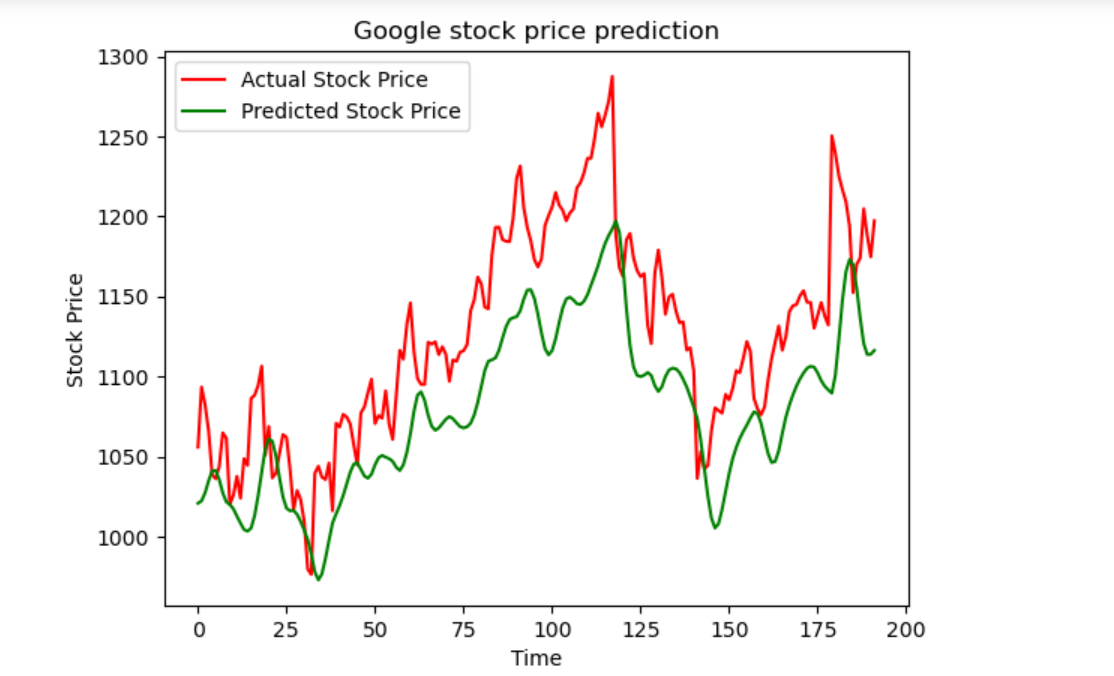 Google stock price prediction
Actual Stock Price
Predicted Stock Price
1300
1250
1200
1150
1100
1050
1000
Stock Price
0 25 50 75 100 125 150 175 200
Time